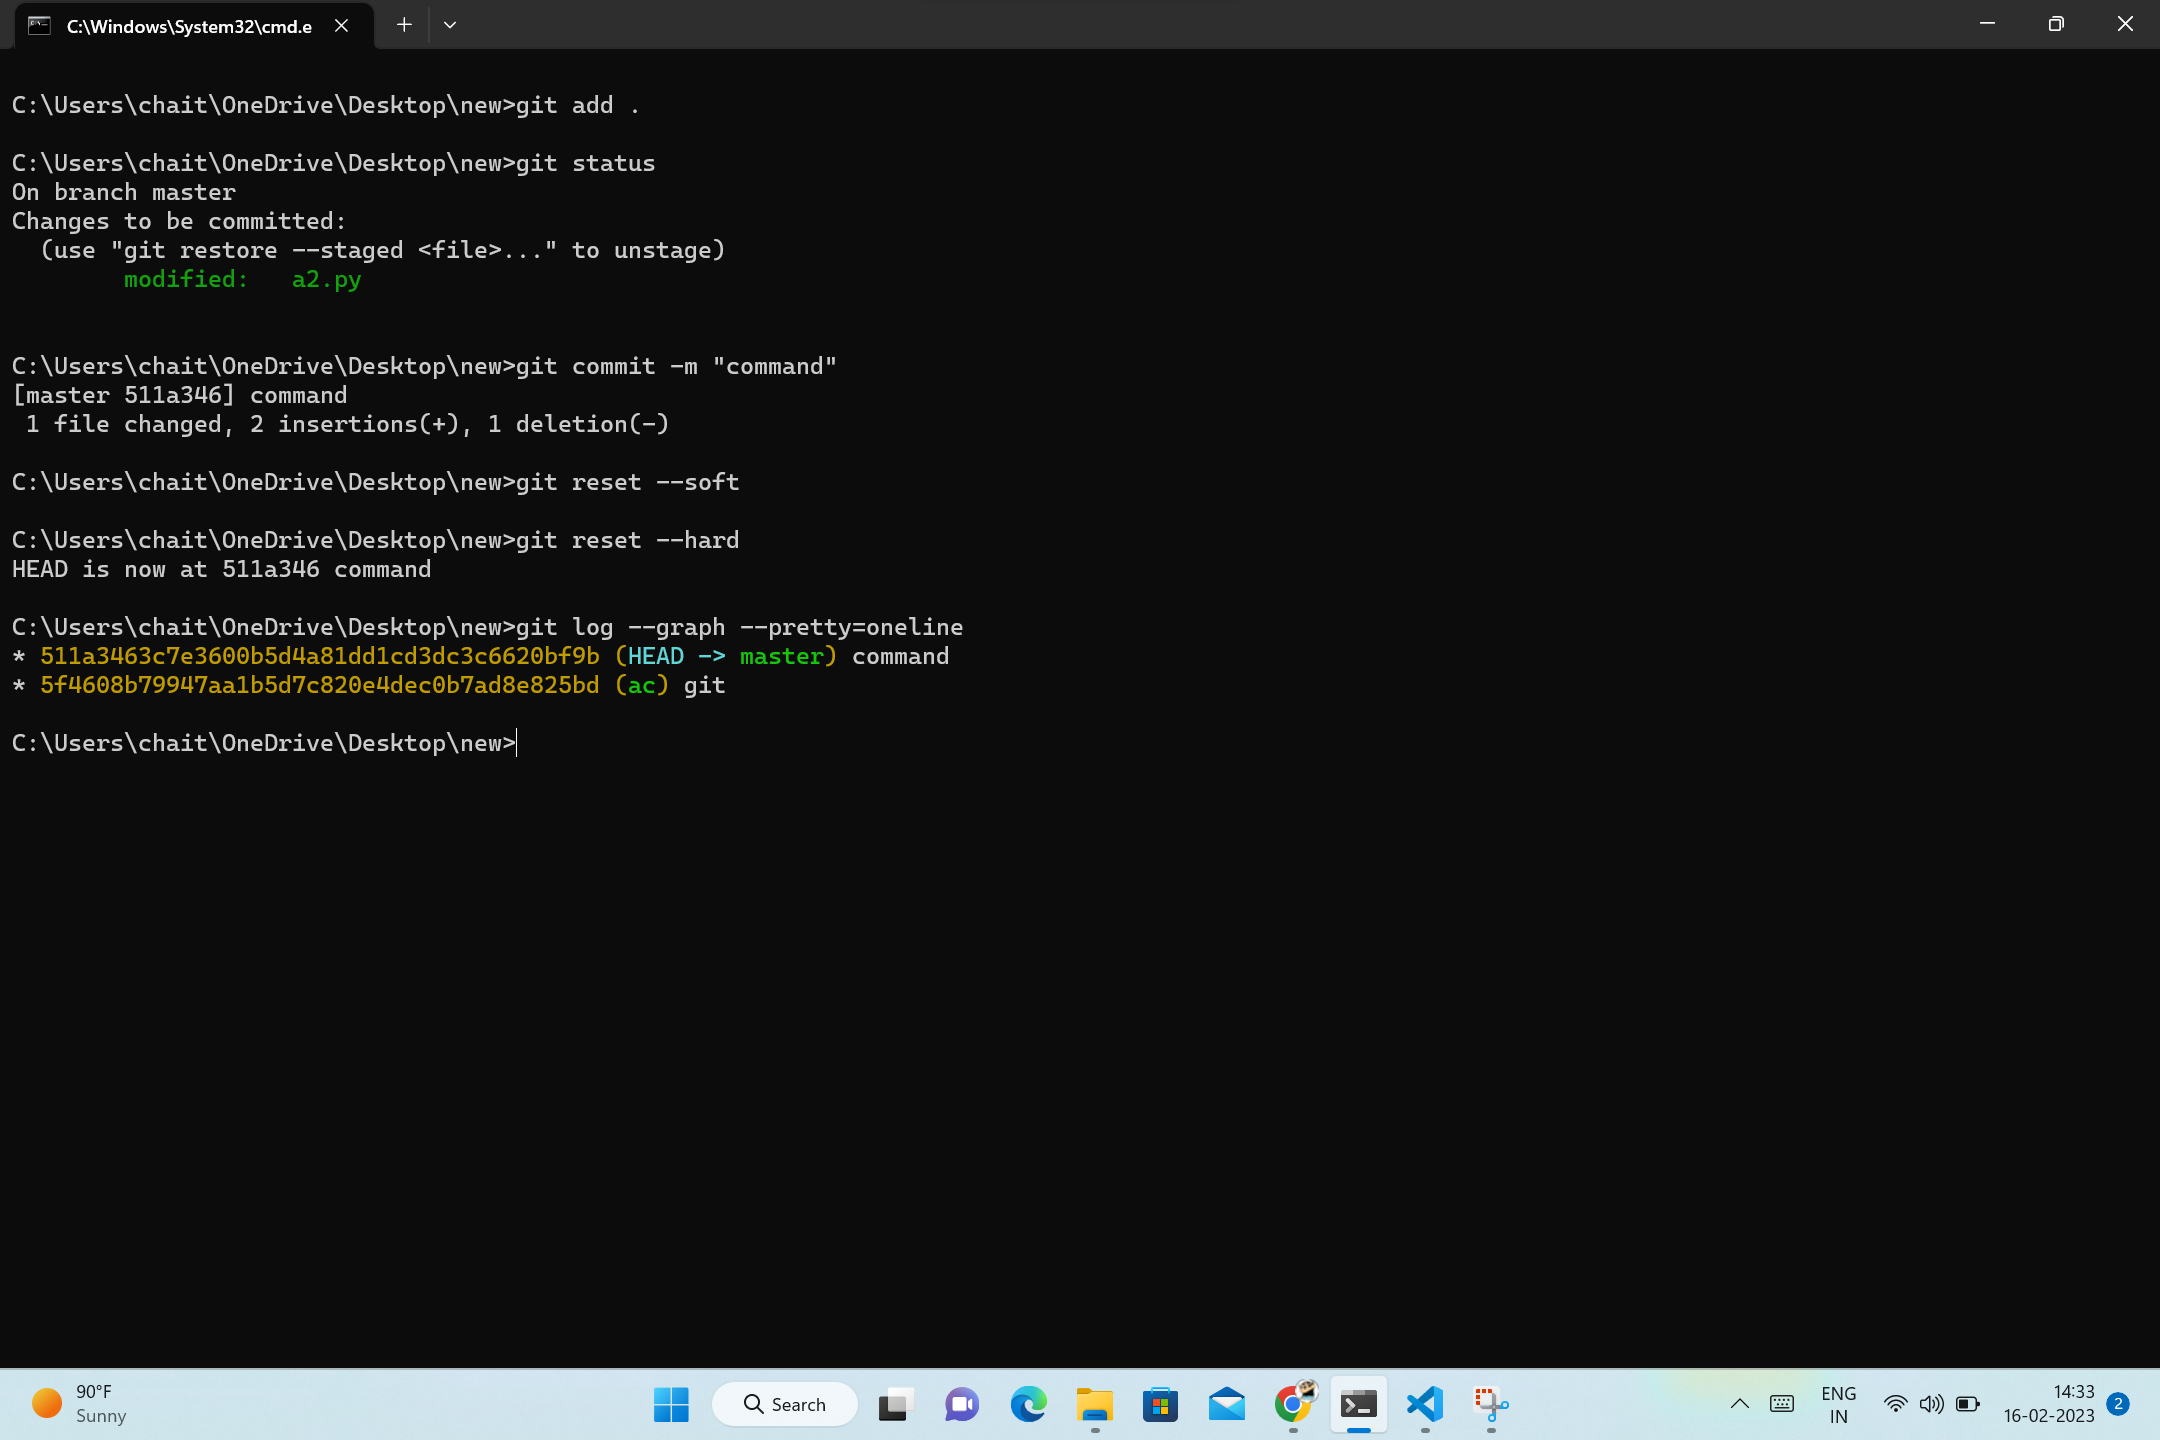 C:\Windows\System32\cmd.e
C:\Users\chait\OneDrive\Desktop\new>git add .
C:\Users\chait\OneDrive\Desktop\new>git status
On branch master
Changes to be committed:
  (use "git restore --staged <file>..." to unstage)
        modified:   a2.py
C:\Users\chait\OneDrive\Desktop\new>git commit -m "command"
[master 511a346] command
 1 file changed, 2 insertions(+), 1 deletion(-)
C:\Users\chait\OneDrive\Desktop\new>git reset --soft
C:\Users\chait\OneDrive\Desktop\new>git reset --hard
HEAD is now at 511a346 command
C:\Users\chait\OneDrive\Desktop\new>git log --graph --pretty=oneline
* 511a3463c7e3600b5d4a81dd1cd3dc3c6620bf9b (HEAD -> master) command
* 5f4608b79947aa1b5d7c820e4dec0b7ad8e825bd (ac) git
C:\Users\chait\OneDrive\Desktop\new>
90°F
Sunny
Search
ENG
IN
14:33
16-02-2023
2